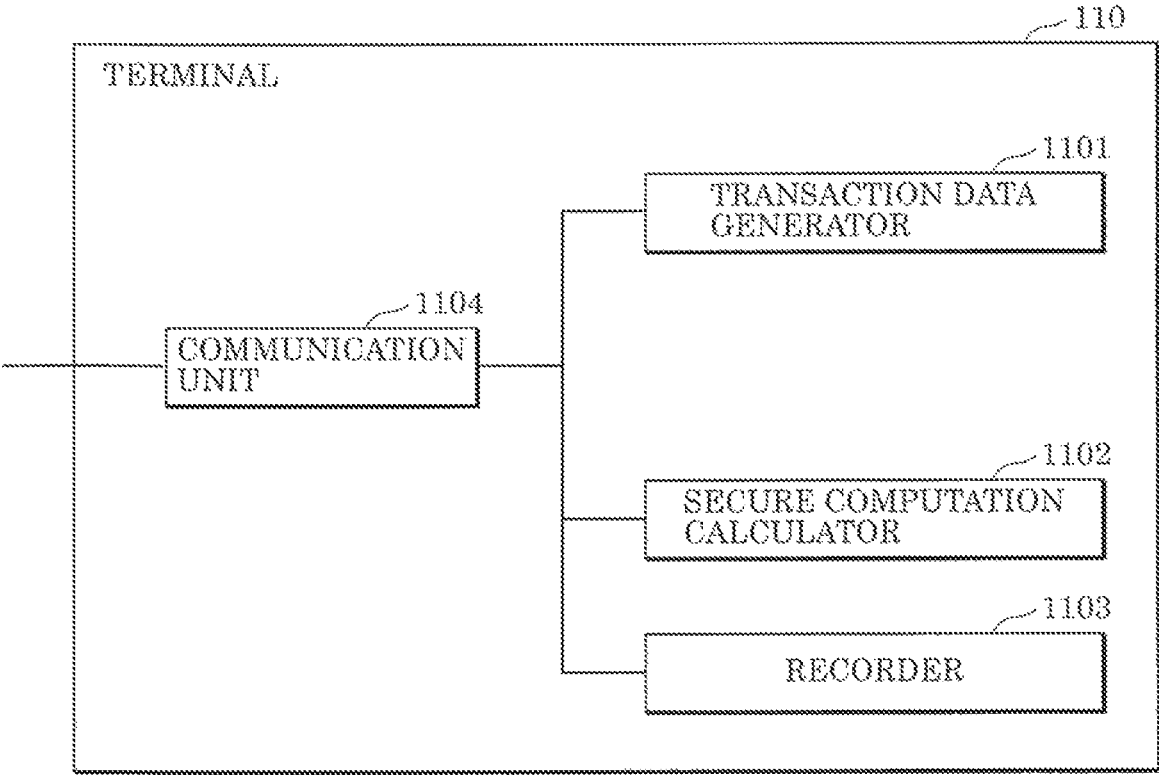 110
TERMINAL
1101
TRANSACTION DATA
GENERATOR
1104
COMMUNICATION
UNIT
1102
SECURE COMPUTATION
CALCULATOR
1103
RECORDER